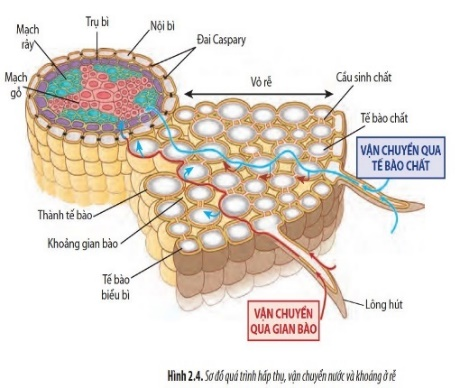 Trụ bì
Nội bì
Mạch
rây
Đai Caspary
Mạch
gỗ
Vỏ rễ
Cầu sinh chất
Tế bào chất
VẬN CHUYỂN QUA
TẾ BÀO CHẤT
Thành tế bào
Khoảng gian bào
Tế bào
biểu bì
VẬN CHUYỂN
QUA GIAN BÀO
Lông hút
Hình 2.4. Sơ đồ quá trình hấp thụ, vận chuyển nước và khoáng ở rễ